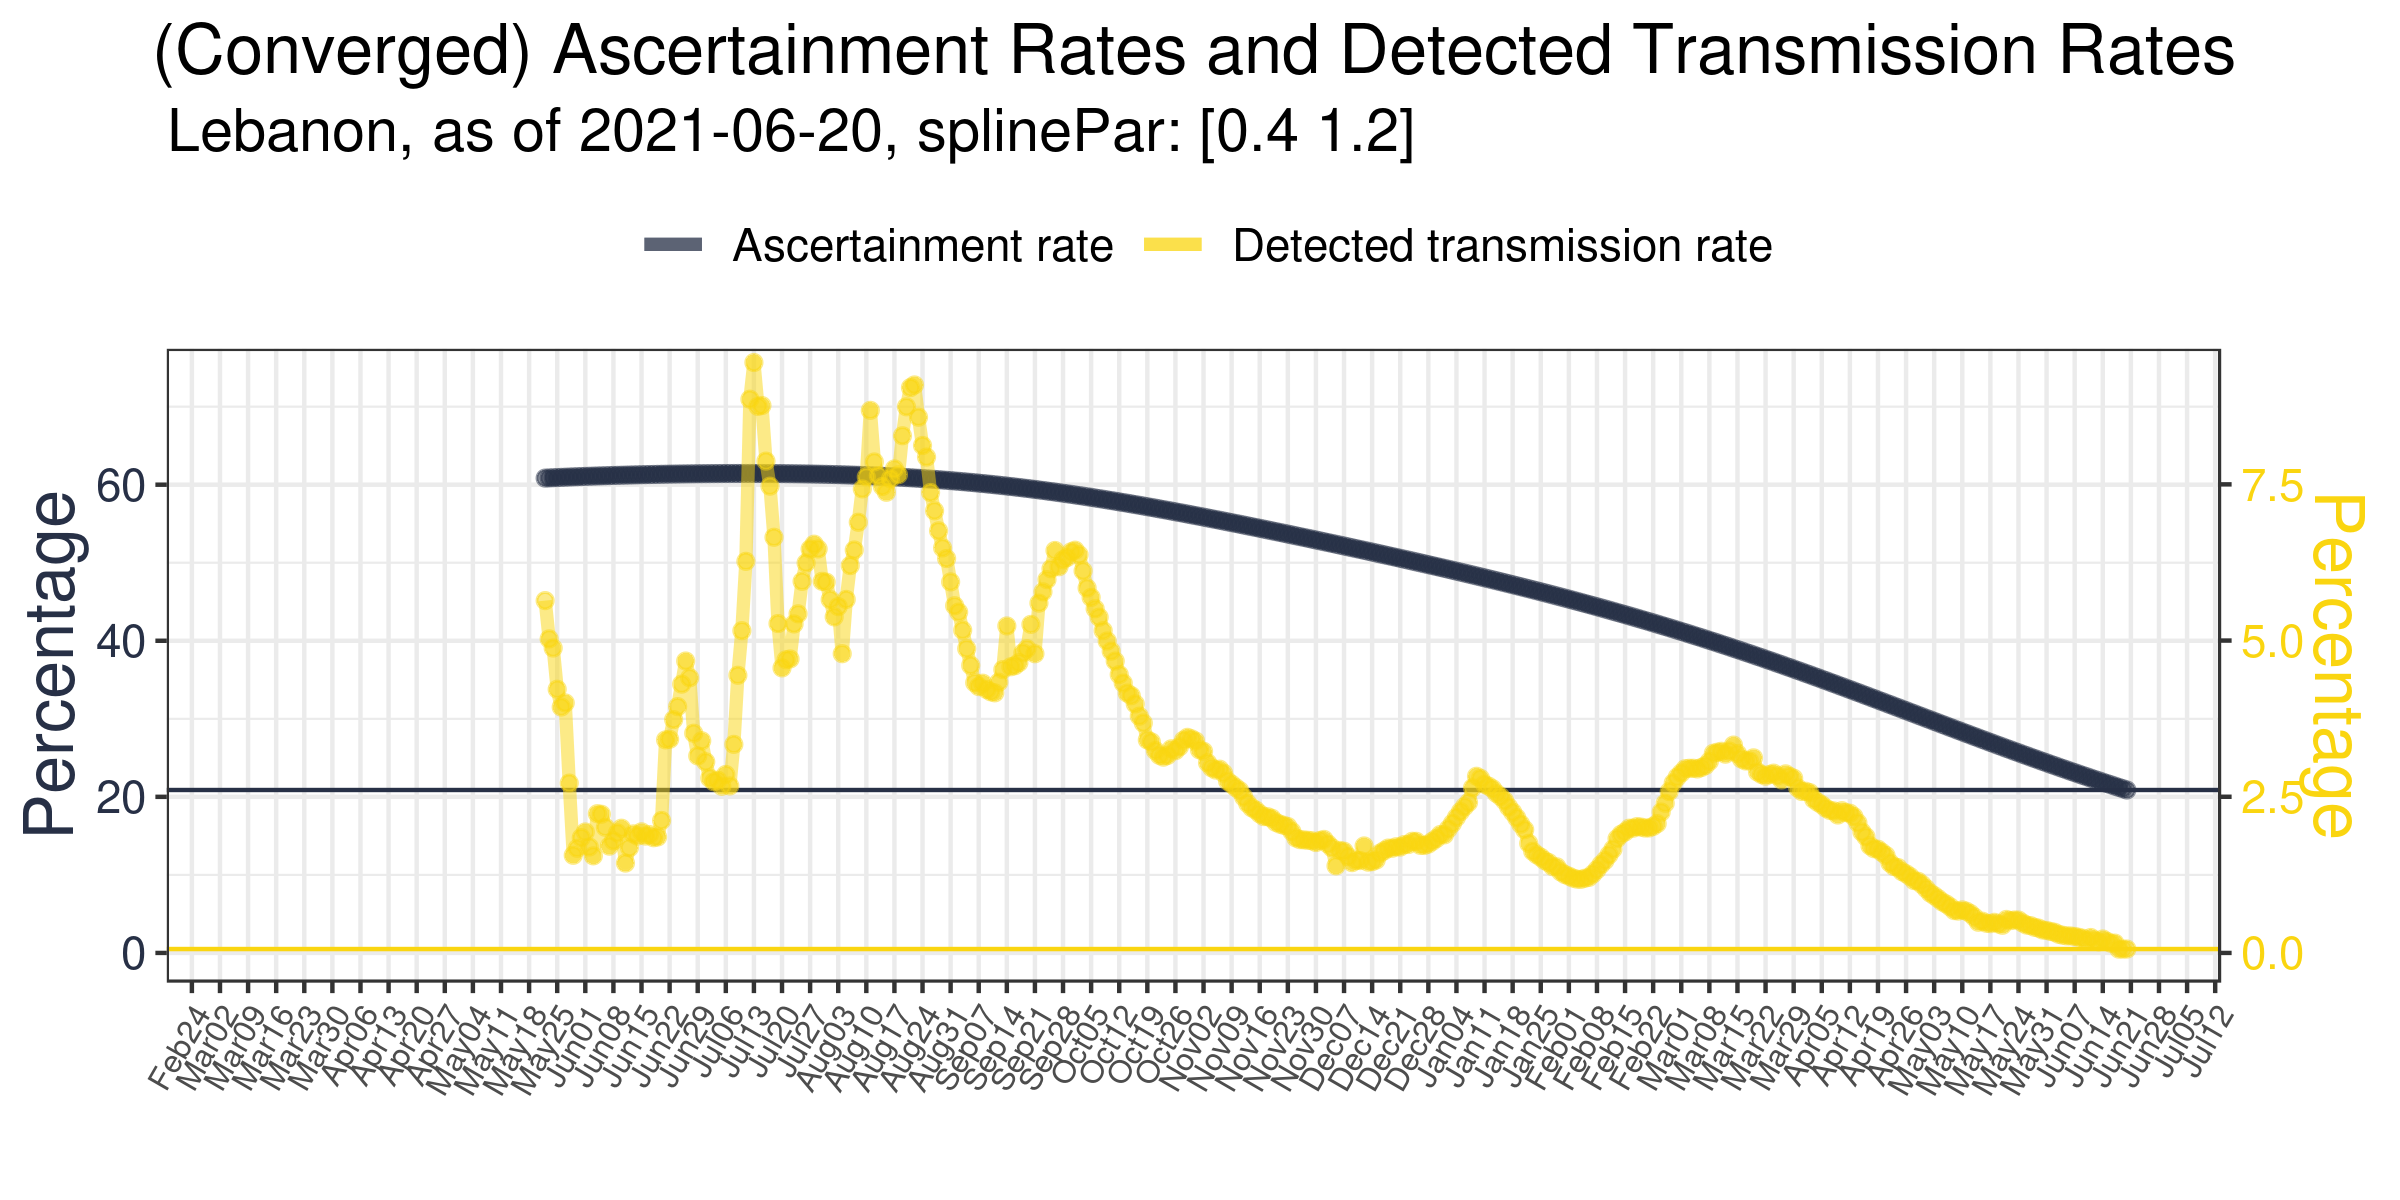 (Converged) Ascertainment Rates and Detected Transmission Rates
Lebanon, as of 2021-06-20, splinePar: [0.4 1.2]
Ascertainment rate
Detected transmission rate
Percentage
60
40
20
0
7.5
5.0
2.5
0.0
Percentage
Feb24
Mar02
Mar09
Mar16
Mar23
Mar30
Apr06
Apr13
Apr20
Apr27
May04
May11
May18
May25
Jun01
Jun08
Jun15
Jun22
Jun29
Jul06
Jul13
Jul20
Jul27
Aug03
Aug10
Aug17
Aug24
Aug31
Sep07
Sep14
Sep21
Sep28
Oct05
Oct12
Oct19
Oct26
Nov02
Nov09
Nov16
Nov23
Nov30
Dec07
Dec14
Dec21
Dec28
Jan04
Jan11
Jan18
Jan25
Feb01
Feb08
Feb15
Feb22
Mar01
Mar08
Mar15
Mar22
Mar29
Apr05
Apr12
Apr19
Apr26
May03
May10
May17
May24
May31
Jun07
Jun14
Jun21
Jun28
Jul05
Jul12